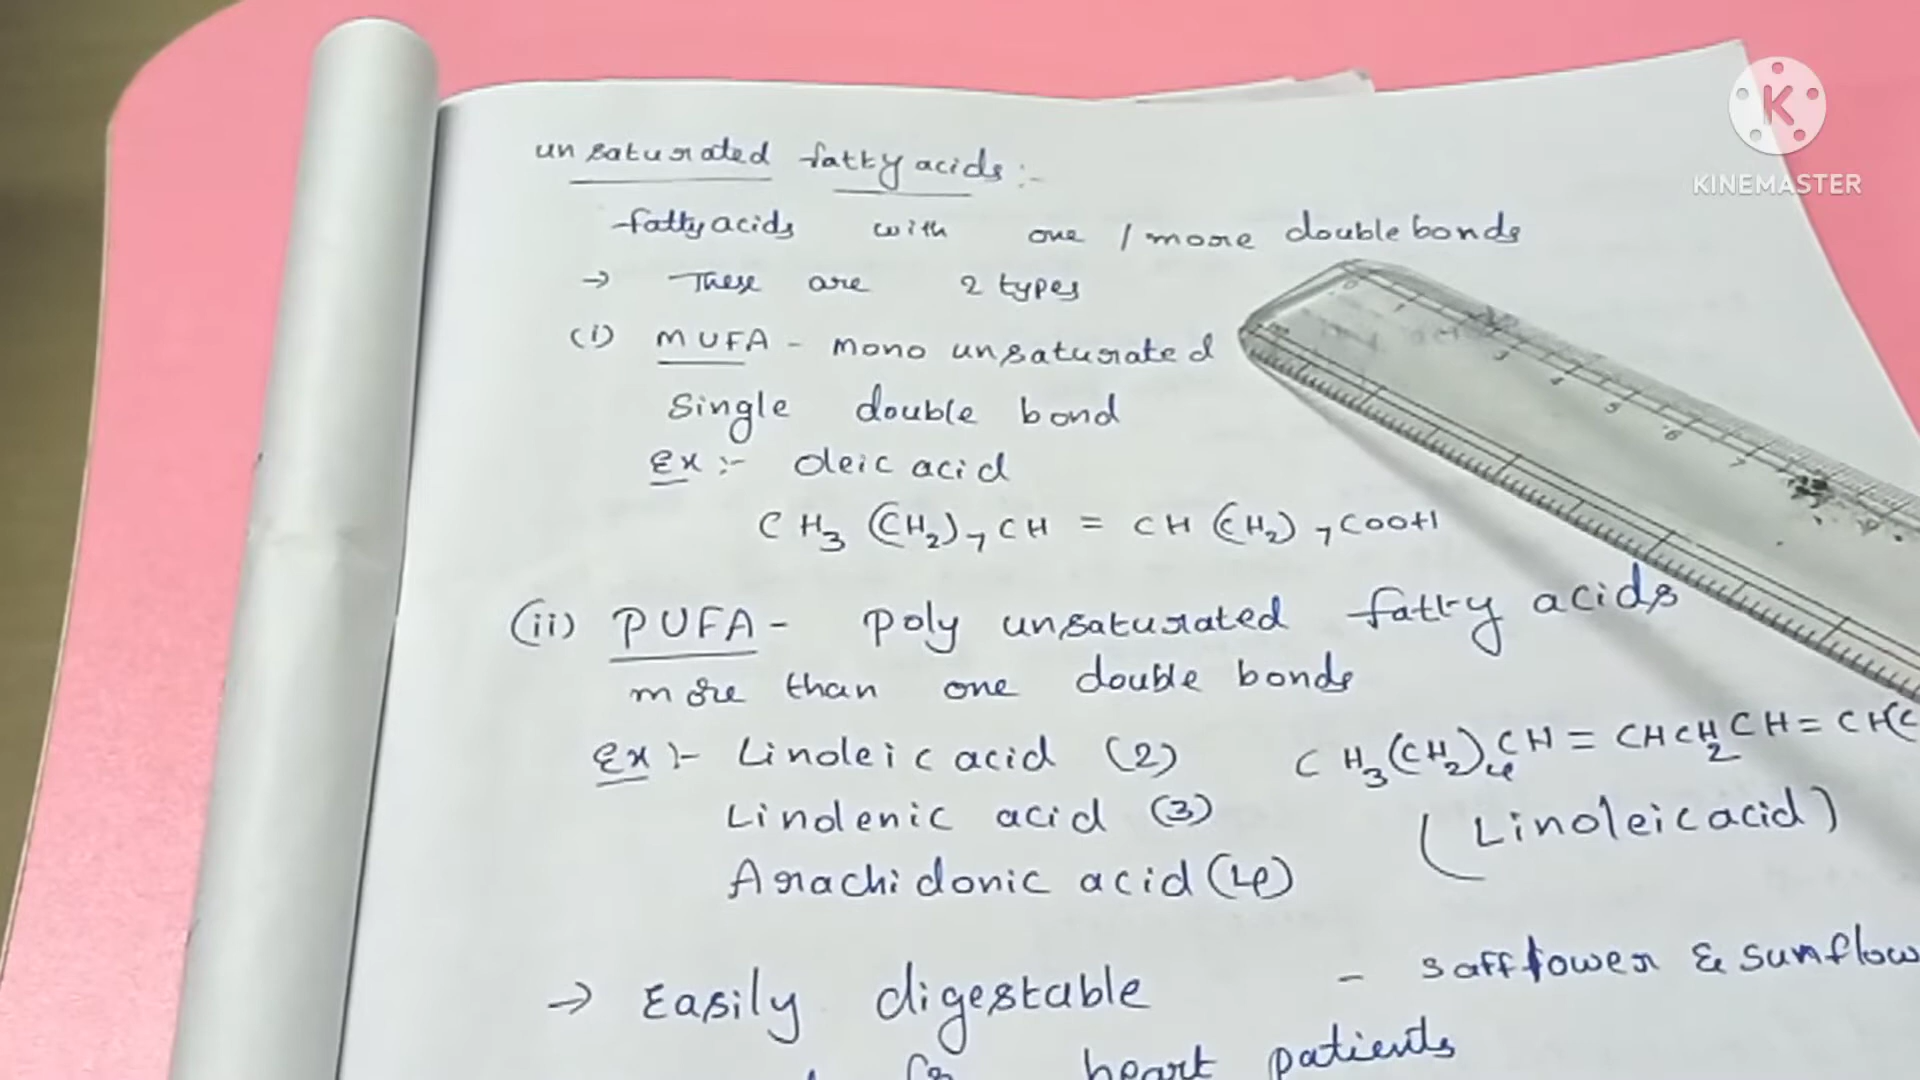 KINEMASTER
unsaturated fatty acids :-
fatty acids with one / more double bonds
→ These are 2 types
(i) MUFA - mono unsaturated
Single double bond
Ex :- oleic acid
CH3 (CH2)7 CH = CH (CH2)7 COOH
(ii) PUFA - poly unsaturated fatty acids
more than one double bonds
Ex :- Linoleic acid (2) CH3(CH2)4CH = CHCH2CH = CH(C
Linolenic acid (3) (Linoleic acid)
Arachidonic acid (4)
→ Easily digestable - safflower & sunflow
heart patients